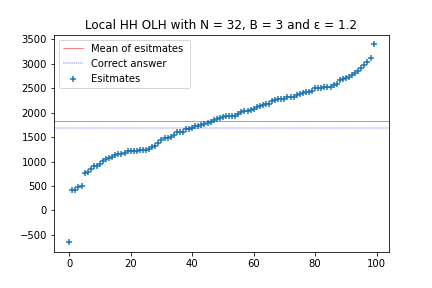 Local HH OLH with N = 32, B = 3 and ε = 1.2
Mean of esitmates
Correct answer
Esitmates
3500
3000
2500
2000
1500
1000
500
0
−500
0 20 40 60 80 100